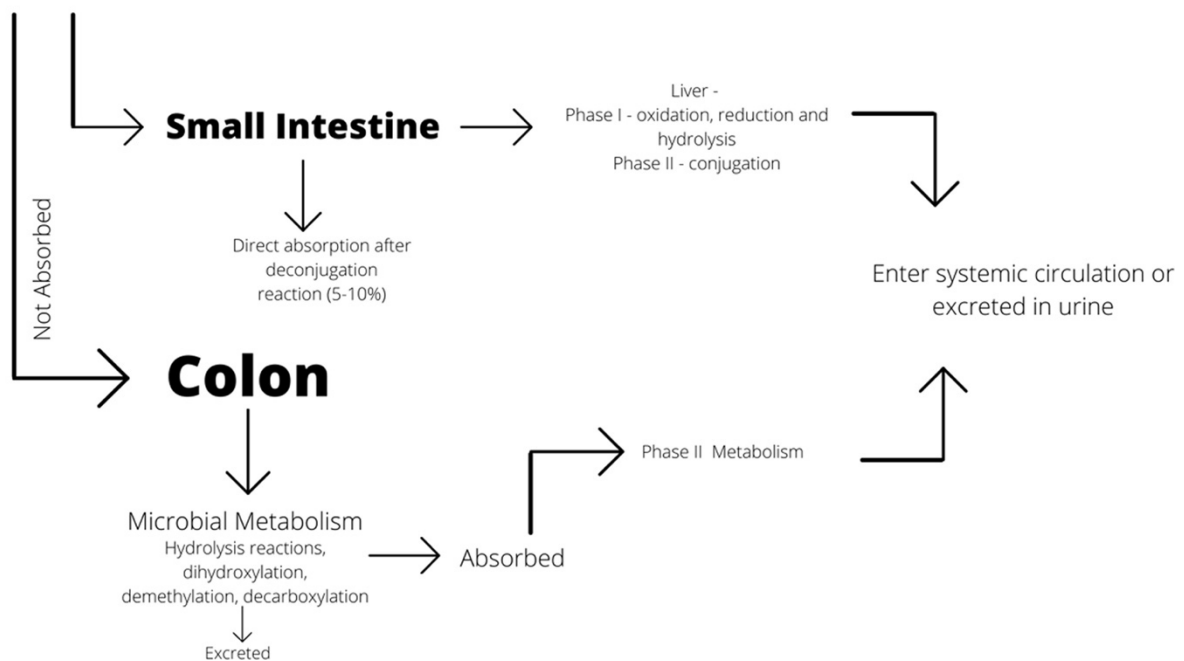 Small Intestine
Liver -
Phase I - oxidation, reduction and
hydrolysis
Phase II - conjugation
Not Absorbed
Direct absorption after
deconjugation
reaction (5-10%)
Enter systemic circulation or
excreted in urine
Colon
Phase II Metabolism
Microbial Metabolism
Hydrolysis reactions,
dihydroxylation,
demethylation, decarboxylation
Absorbed
Excreted